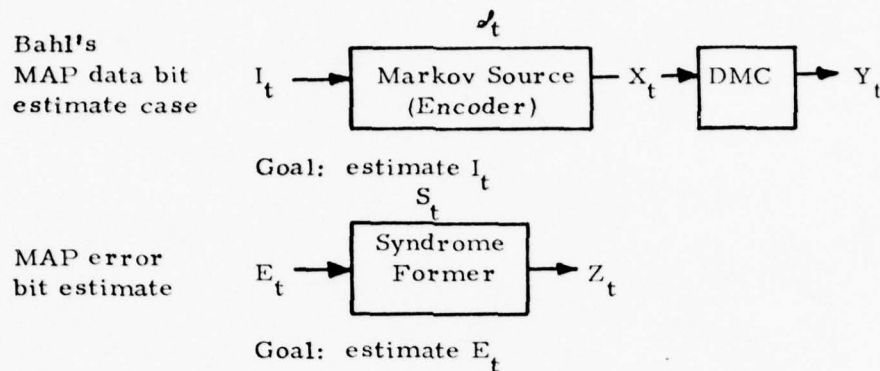 𝒮_t
Bahl's
MAP data bit
estimate case
I_t
Markov Source
(Encoder)
X_t
DMC
Y_t
Goal: estimate I_t
S_t
MAP error
bit estimate
E_t
Syndrome
Former
Z_t
Goal: estimate E_t